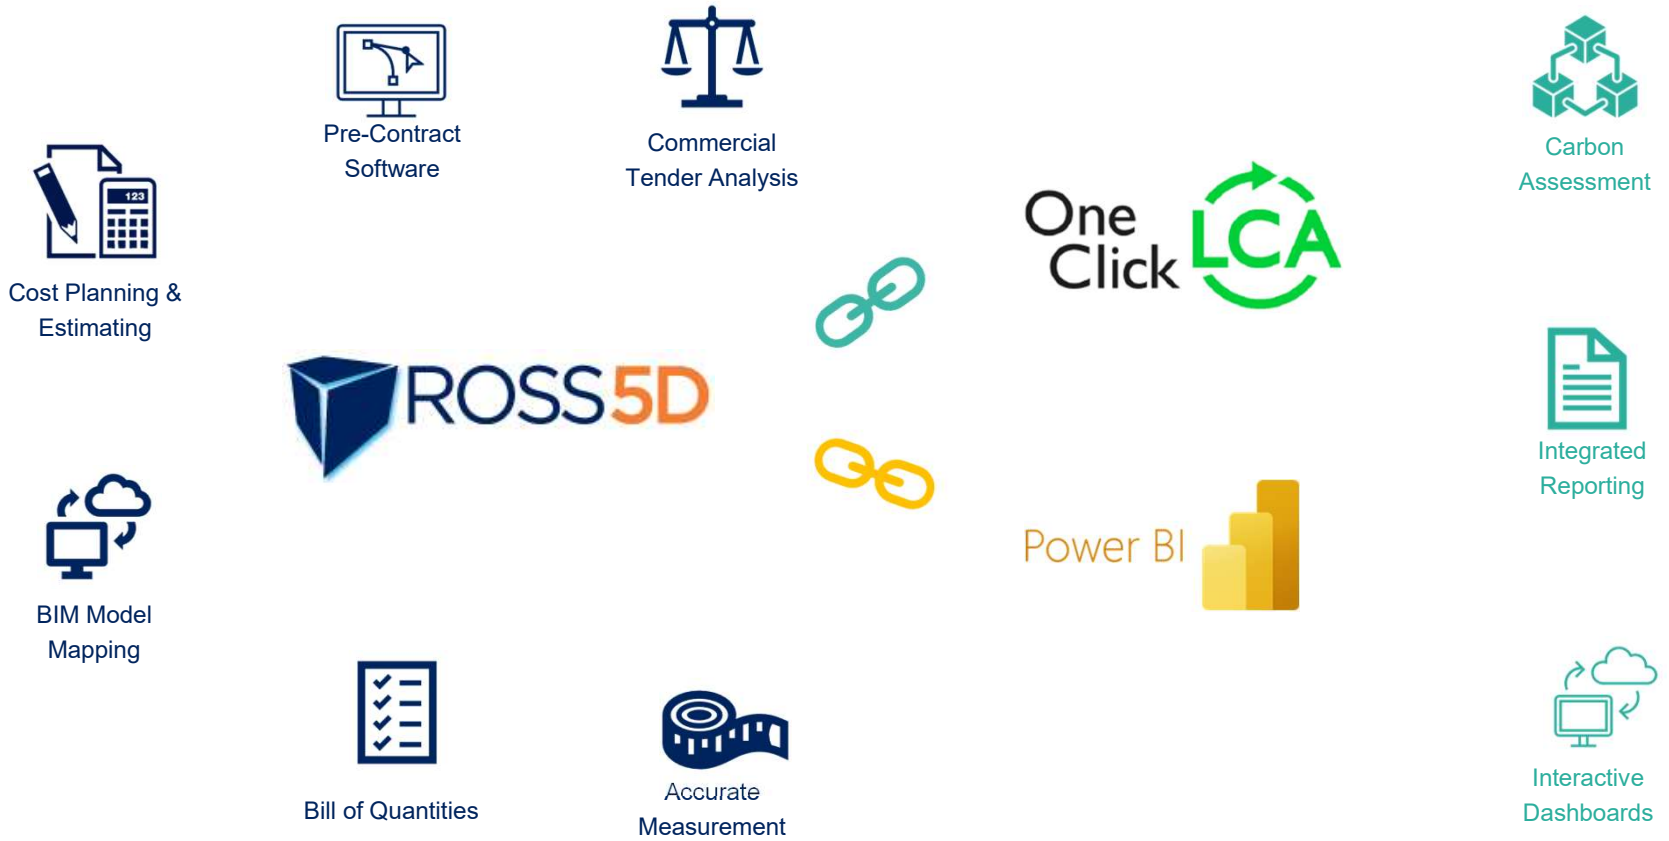 Pre-Contract
Software
Commercial
Tender Analysis
Carbon
Assessment
123
Cost Planning &
Estimating
One
Click
LCA
ROSS5D
Integrated
Reporting
Power BI
BIM Model
Mapping
Bill of Quantities
Accurate
Measurement
Interactive
Dashboards